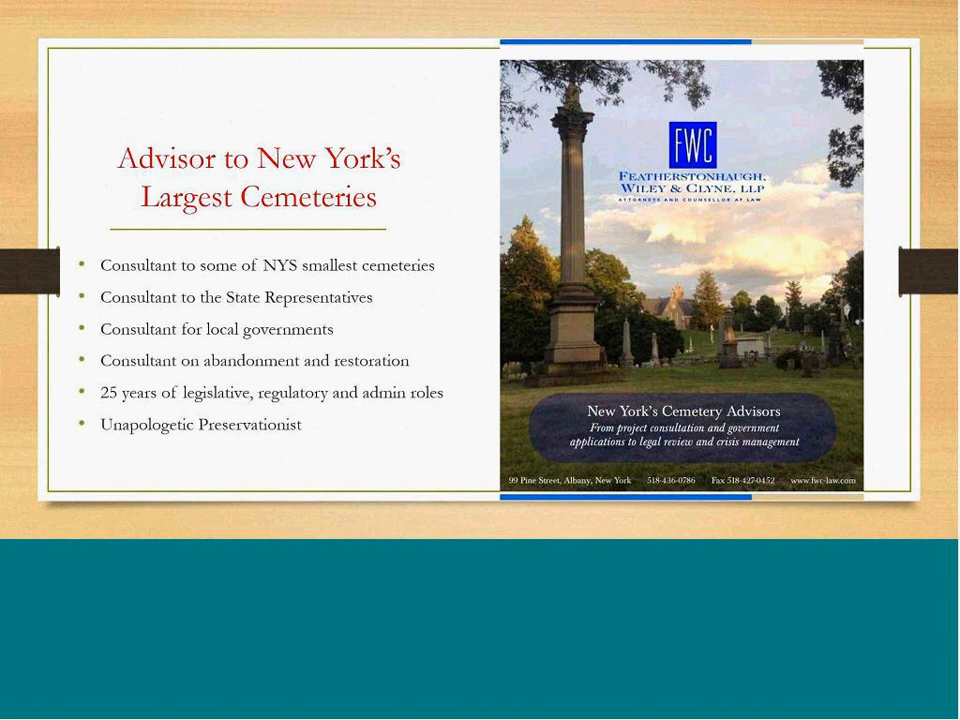 Advisor to New York’s
Largest Cemeteries
• Consultant to some of NYS smallest cemeteries
• Consultant to the State Representatives
• Consultant for local governments
• Consultant on abandonment and restoration
• 25 years of legislative, regulatory and admin roles
• Unapologetic Preservationist
FWC
FEATHERSTONHAUGH,
WILEY & CLYNE, LLP
ATTORNEYS AND COUNSELLOR AT LAW
New York’s Cemetery Advisors
From project consultation and government
applications to legal review and crisis management
99 Pine Street, Albany, New York 518-436-0786 Fax 518-427-0452 www.fwc-law.com